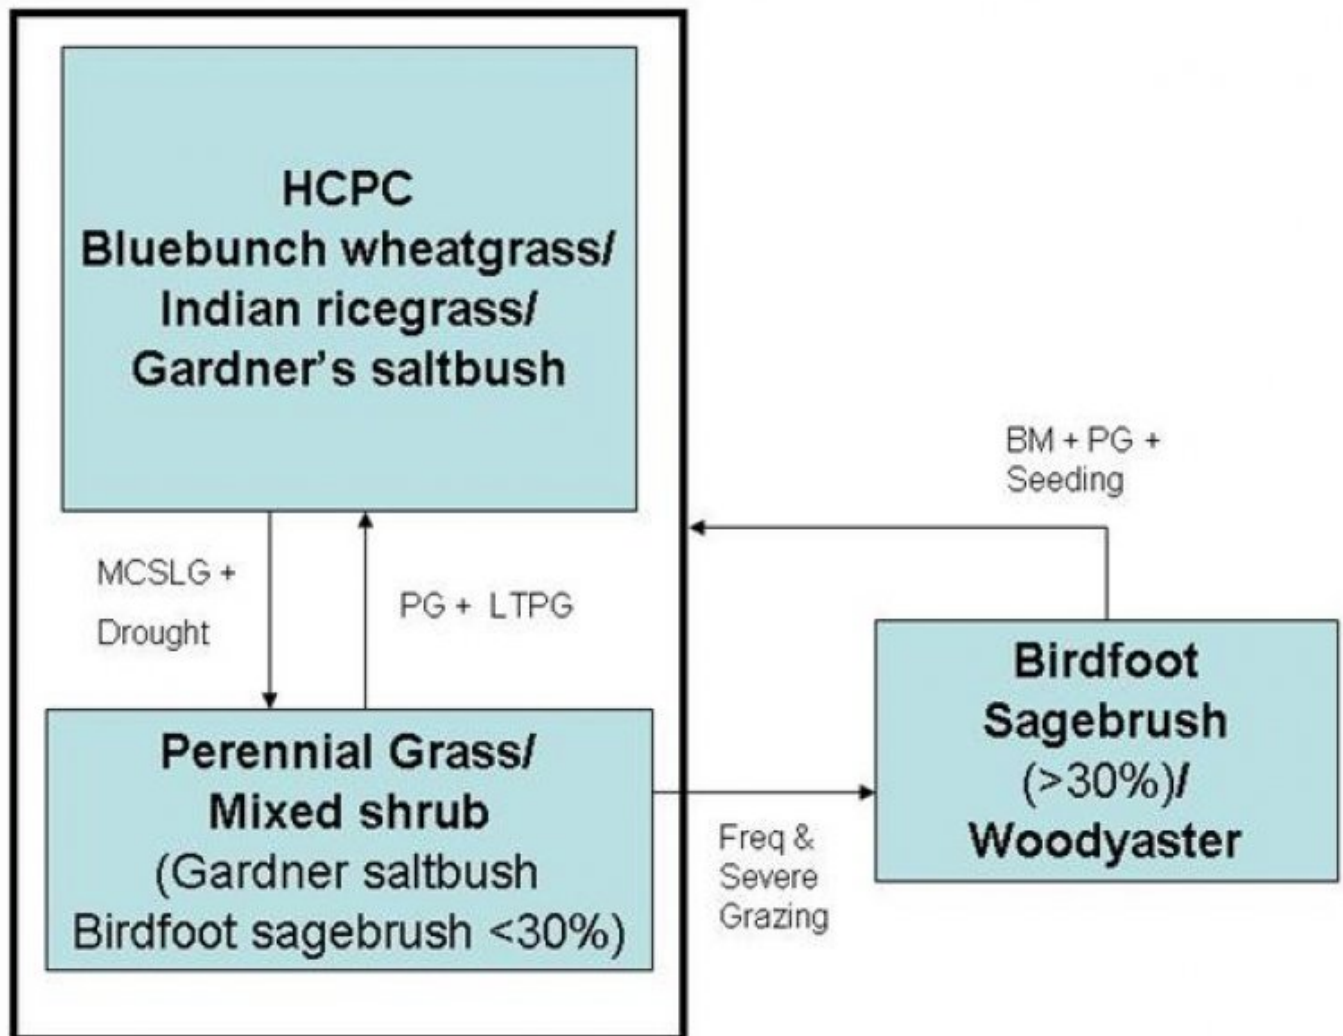 HCPC
Bluebunch wheatgrass/
Indian ricegrass/
Gardner's saltbush
BM + PG +
Seeding
MCSLG +
Drought
PG + LTPG
Birdfoot
Sagebrush
(>30%)/
Woodyaster
Perennial Grass/
Mixed shrub
(Gardner saltbush
Birdfoot sagebrush <30%)
Freq &
Severe
Grazing